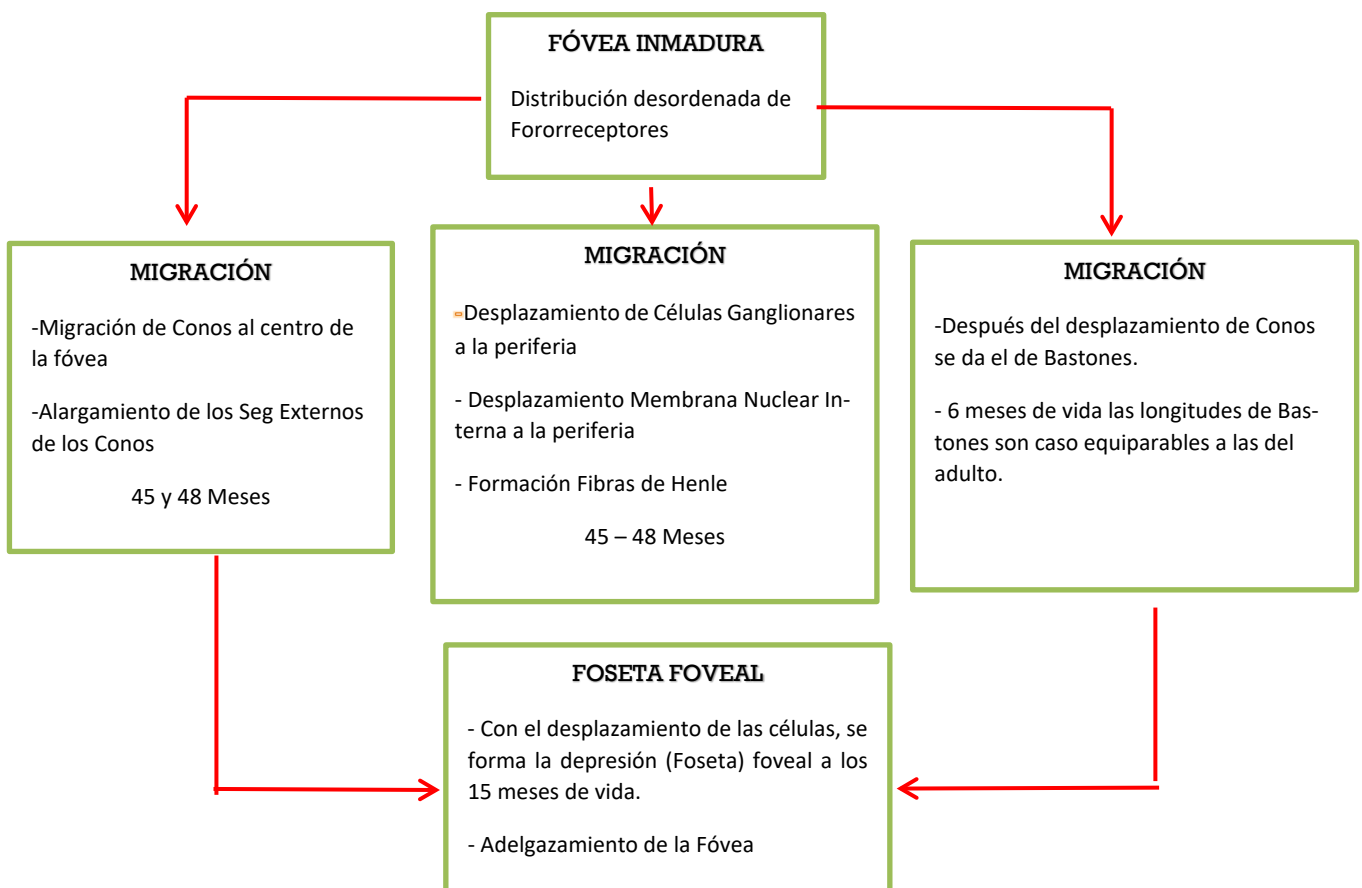 FÓVEA INMADURA
Distribución desordenada de
Fororreceptores
MIGRACIÓN
-Migración de Conos al centro de
la fóvea
-Alargamiento de los Seg Externos
de los Conos
45 y 48 Meses
MIGRACIÓN
-Desplazamiento de Células Ganglionares
a la periferia
- Desplazamiento Membrana Nuclear In-
terna a la periferia
- Formación Fibras de Henle
45 – 48 Meses
MIGRACIÓN
-Después del desplazamiento de Conos
se da el de Bastones.
- 6 meses de vida las longitudes de Bas-
tones son caso equiparables a las del
adulto.
FOSETA FOVEAL
- Con el desplazamiento de las células, se
forma la depresión (Foseta) foveal a los
15 meses de vida.
- Adelgazamiento de la Fóvea